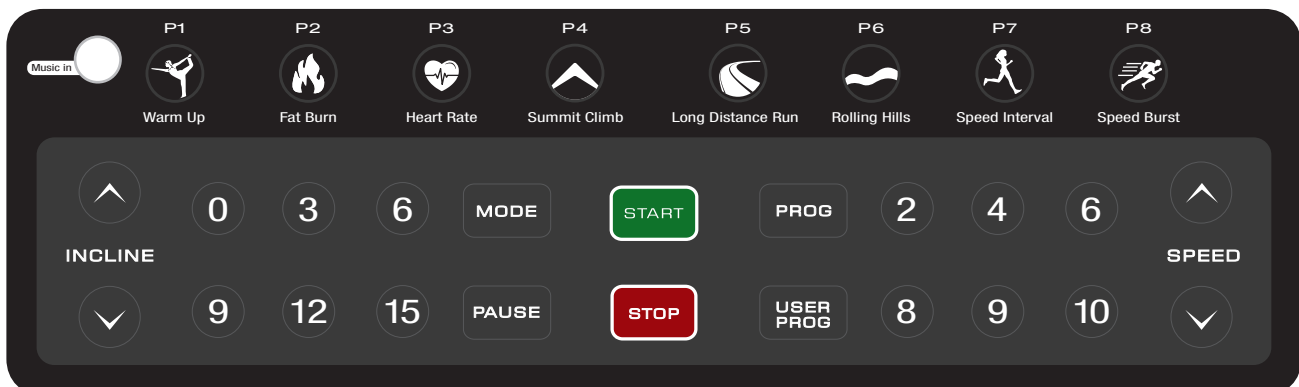 P1 P2 P3 P4 P5 P6 P7 P8
Music in
Warm Up Fat Burn Heart Rate Summit Climb Long Distance Run Rolling Hills Speed Interval Speed Burst
0 3 6 MODE START PROG 2 4 6
INCLINE SPEED
9 12 15 PAUSE STOP USER PROG 8 9 10